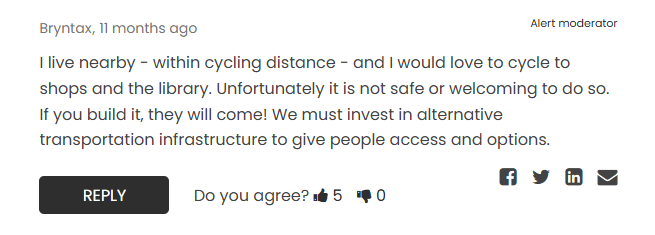 Bryntax, 11 months ago
Alert moderator
I live nearby - within cycling distance - and I would love to cycle to
shops and the library. Unfortunately it is not safe or welcoming to do so.
If you build it, they will come! We must invest in alternative
transportation infrastructure to give people access and options.
REPLY
Do you agree? 5 0